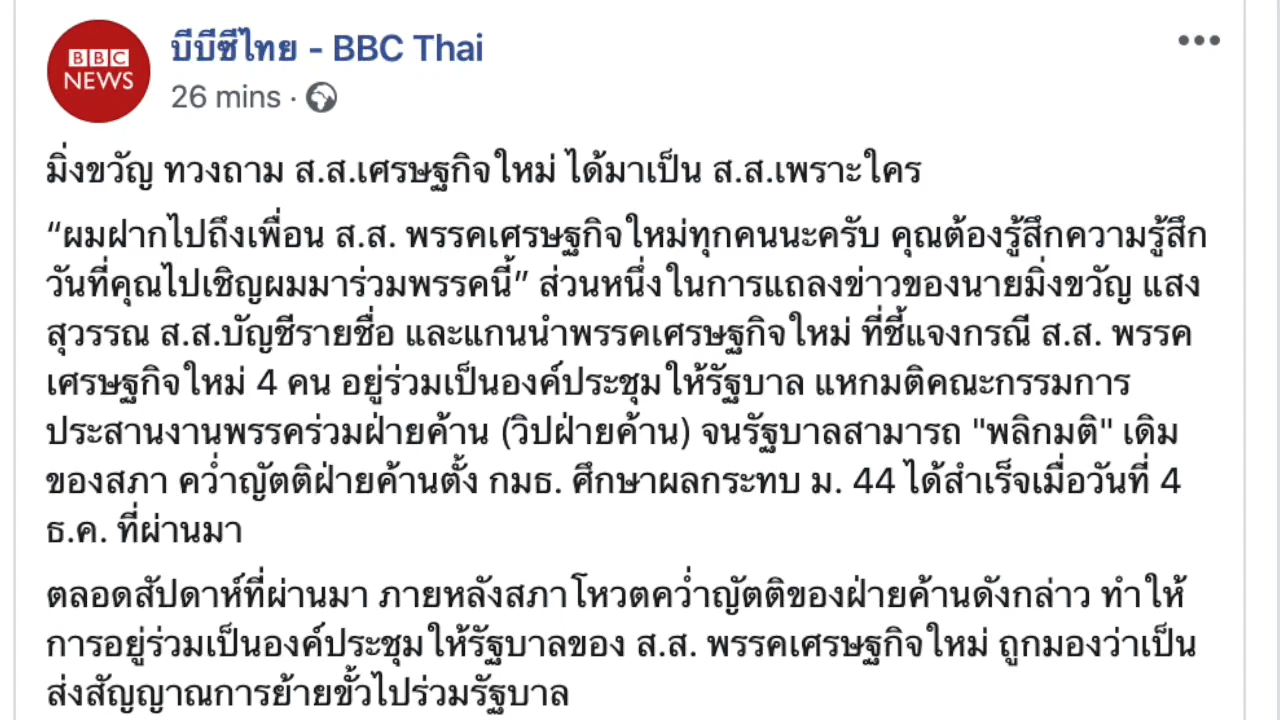 BBC
NEWS
บีบีซีไทย - BBC Thai
26 mins ·
มิ่งขวัญ ทวงถาม ส.ส.เศรษฐกิจใหม่ ได้มาเป็น ส.ส.เพราะใคร
“ผมฝากไปถึงเพื่อน ส.ส. พรรคเศรษฐกิจใหม่ทุกคนนะครับ คุณต้องรู้สึกความรู้สึก
วันที่คุณไปเชิญผมมาร่วมพรรคนี้” ส่วนหนึ่งในการแถลงข่าวของนายมิ่งขวัญ แสง
สุวรรณ ส.ส.บัญชีรายชื่อ และแกนนำพรรคเศรษฐกิจใหม่ ที่ชี้แจงกรณี ส.ส. พรรค
เศรษฐกิจใหม่ 4 คน อยู่ร่วมเป็นองค์ประชุมให้รัฐบาล แหกมติคณะกรรมการ
ประสานงานพรรคร่วมฝ่ายค้าน (วิปฝ่ายค้าน) จนรัฐบาลสามารถ "พลิกมติ" เดิม
ของสภา คว่ำญัตติฝ่ายค้านตั้ง กมธ. ศึกษาผลกระทบ ม. 44 ได้สำเร็จเมื่อวันที่ 4
ธ.ค. ที่ผ่านมา
ตลอดสัปดาห์ที่ผ่านมา ภายหลังสภาโหวตคว่ำญัตติของฝ่ายค้านดังกล่าว ทำให้
การอยู่ร่วมเป็นองค์ประชุมให้รัฐบาลของ ส.ส. พรรคเศรษฐกิจใหม่ ถูกมองว่าเป็น
ส่งสัญญาณการย้ายขั้วไปร่วมรัฐบาล